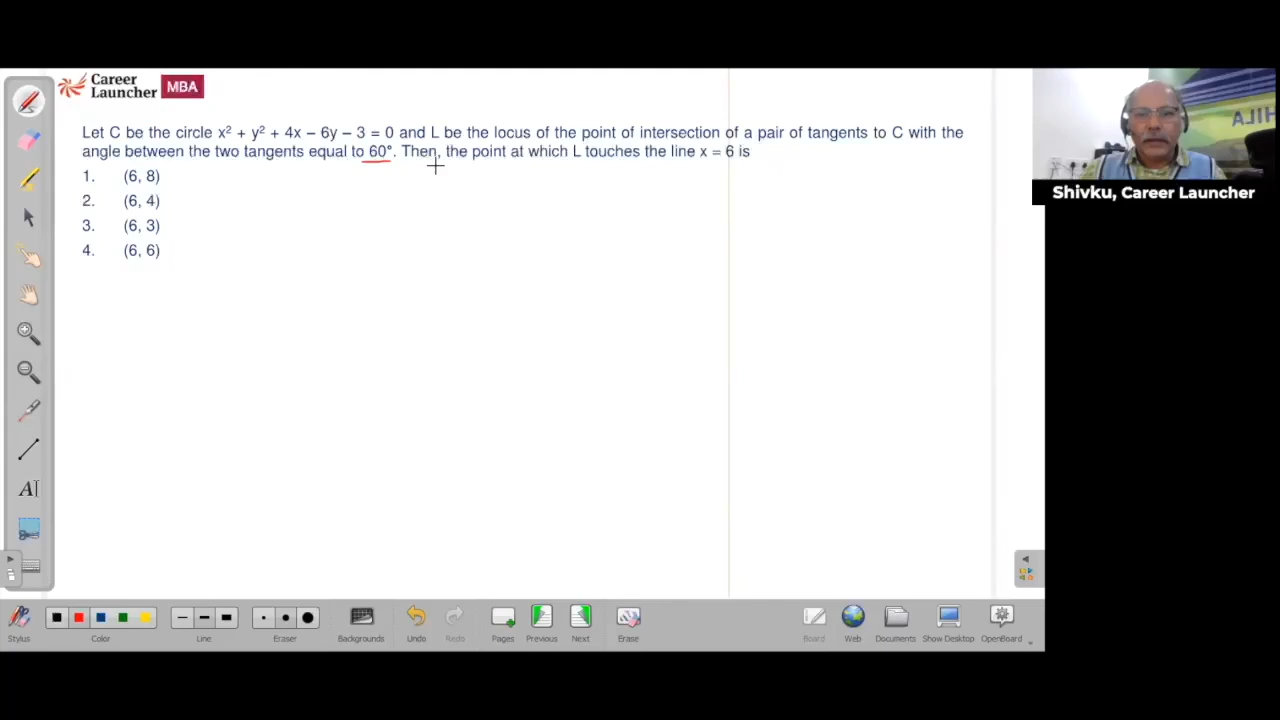 Career
Launcher MBA
Let C be the circle x² + y² + 4x − 6y − 3 = 0 and L be the locus of the point of intersection of a pair of tangents to C with the
angle between the two tangents equal to 60°. Then, the point at which L touches the line x = 6 is
1. (6, 8)
2. (6, 4)
3. (6, 3)
4. (6, 6)
Shivku, Career Launcher
Stylus Color Line Eraser Backgrounds Undo Redo Pages Previous Next Erase Board Web Documents Show Desktop OpenBoard